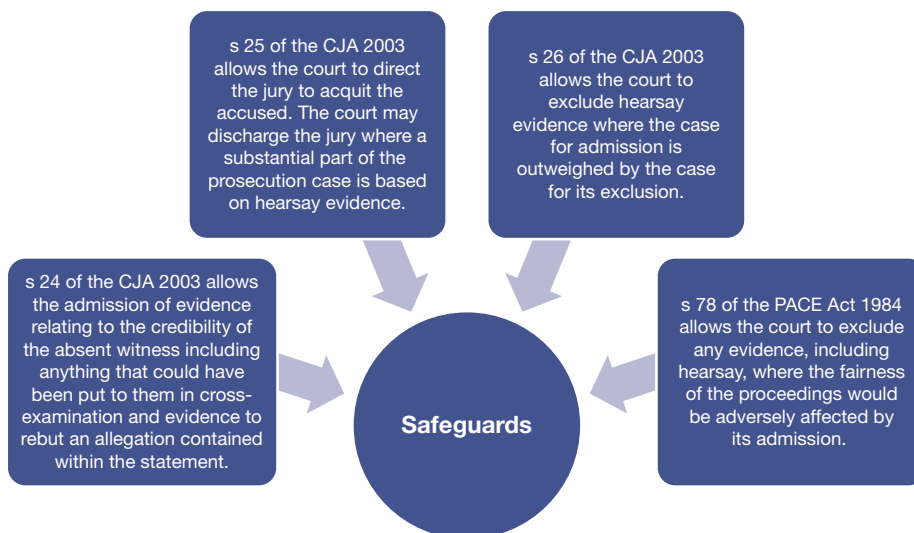 s 25 of the CJA 2003
allows the court to direct
the jury to acquit the
accused. The court may
discharge the jury where a
substantial part of the
prosecution case is based
on hearsay evidence.
s 26 of the CJA 2003
allows the court to
exclude hearsay
evidence where the case
for admission is
outweighed by the case
for its exclusion.
s 24 of the CJA 2003 allows
the admission of evidence
relating to the credibility of
the absent witness including
anything that could have
been put to them in cross-
examination and evidence to
rebut an allegation contained
within the statement.
s 78 of the PACE Act 1984
allows the court to exclude
any evidence, including
hearsay, where the fairness
of the proceedings would
be adversely affected by
its admission.
Safeguards